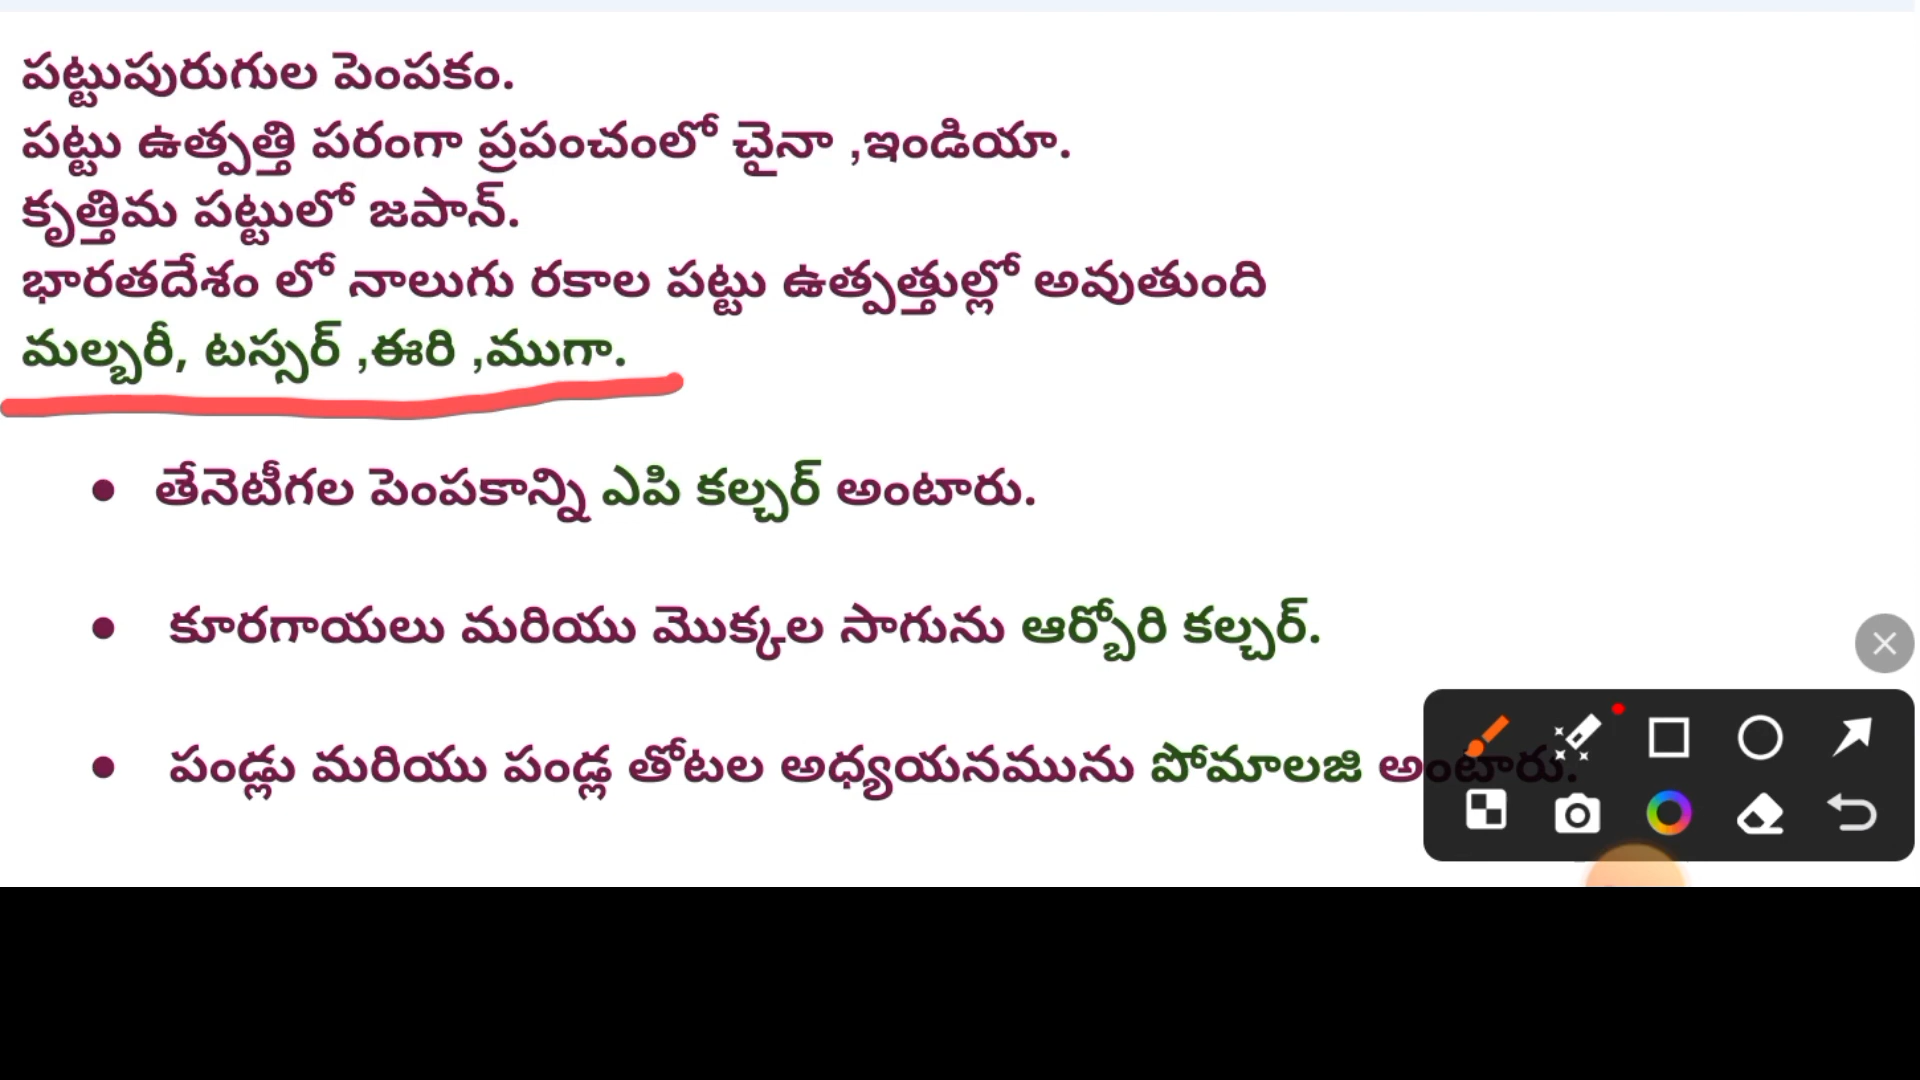 పట్టుపురుగుల పెంపకం.
పట్టు ఉత్పత్తి పరంగా ప్రపంచంలో చైనా ,ఇండియా.
కృత్తిమ పట్టులో జపాన్.
భారతదేశం లో నాలుగు రకాల పట్టు ఉత్పత్తుల్లో అవుతుంది
మల్బరీ, టస్సర్ ,ఈరి ,ముగా.
• తేనెటీగల పెంపకాన్ని ఎపి కల్చర్ అంటారు.
• కూరగాయలు మరియు మొక్కల సాగును ఆర్బోరి కల్చర్.
• పండ్లు మరియు పండ్ల తోటల అధ్యయనమును పోమాలజి అంటారు.